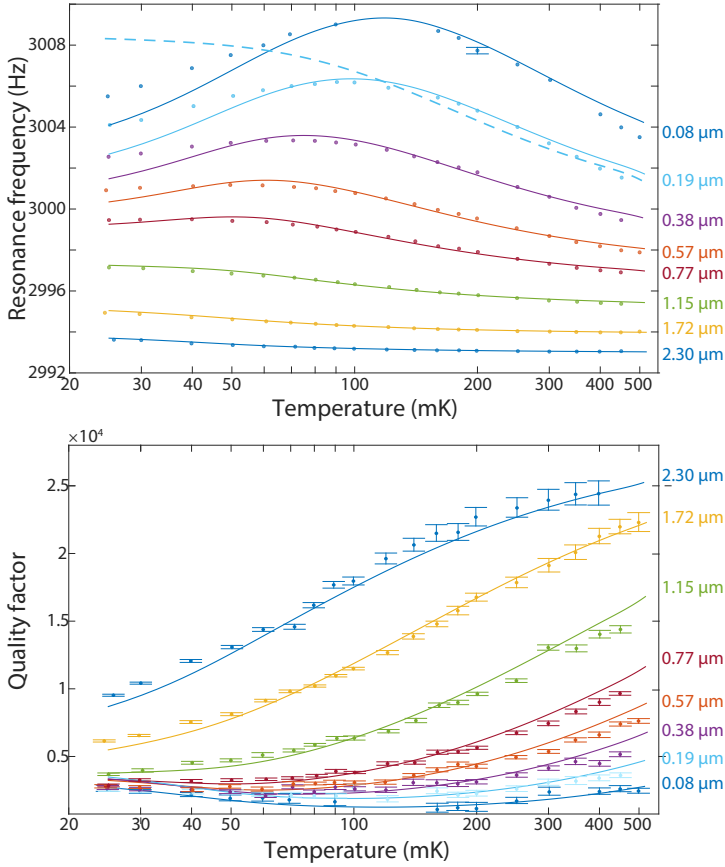 Resonance frequency (Hz)
3008
3004
3000
2996
2992
0.08 µm
0.19 µm
0.38 µm
0.57 µm
0.77 µm
1.15 µm
1.72 µm
2.30 µm
20 30 40 50 100 200 300 400 500
Temperature (mK)
×10⁴
Quality factor
2.5
2
1.5
1
0.5
2.30 µm
1.72 µm
1.15 µm
0.77 µm
0.57 µm
0.38 µm
0.19 µm
0.08 µm
20 30 40 50 100 200 300 400 500
Temperature (mK)